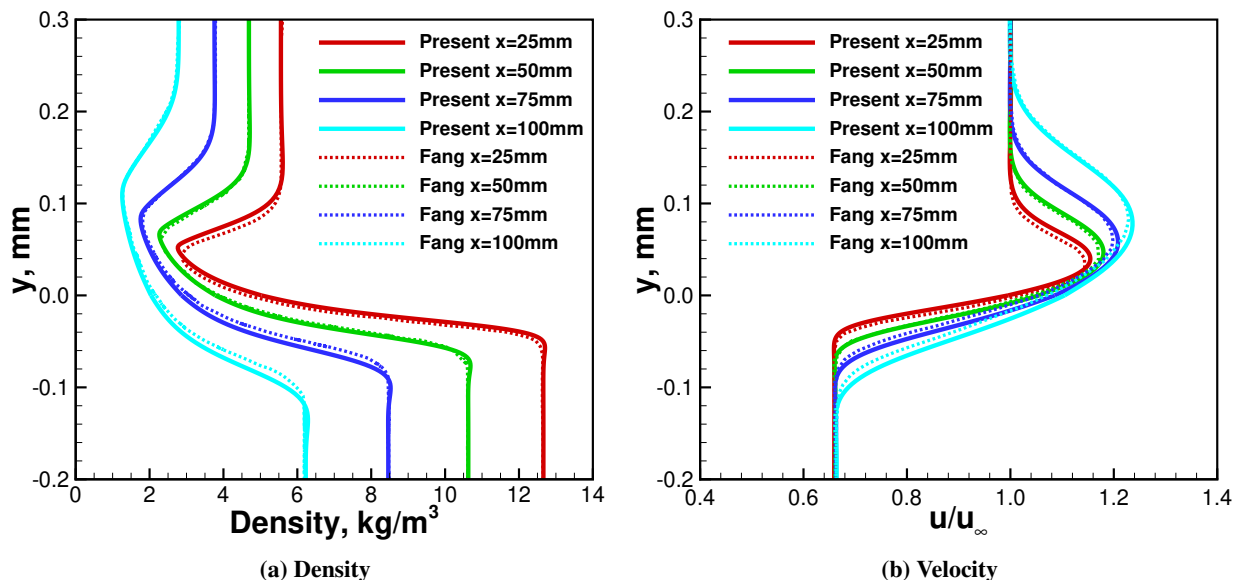 0.3
0.2
0.1
0.0
-0.1
-0.2
y, mm
0 2 4 6 8 10 12 14
Density, kg/m³
Present x=25mm
Present x=50mm
Present x=75mm
Present x=100mm
Fang x=25mm
Fang x=50mm
Fang x=75mm
Fang x=100mm
(a) Density
0.3
0.2
0.1
0.0
-0.1
-0.2
y, mm
0.4 0.6 0.8 1.0 1.2 1.4
u/u∞
Present x=25mm
Present x=50mm
Present x=75mm
Present x=100mm
Fang x=25mm
Fang x=50mm
Fang x=75mm
Fang x=100mm
(b) Velocity